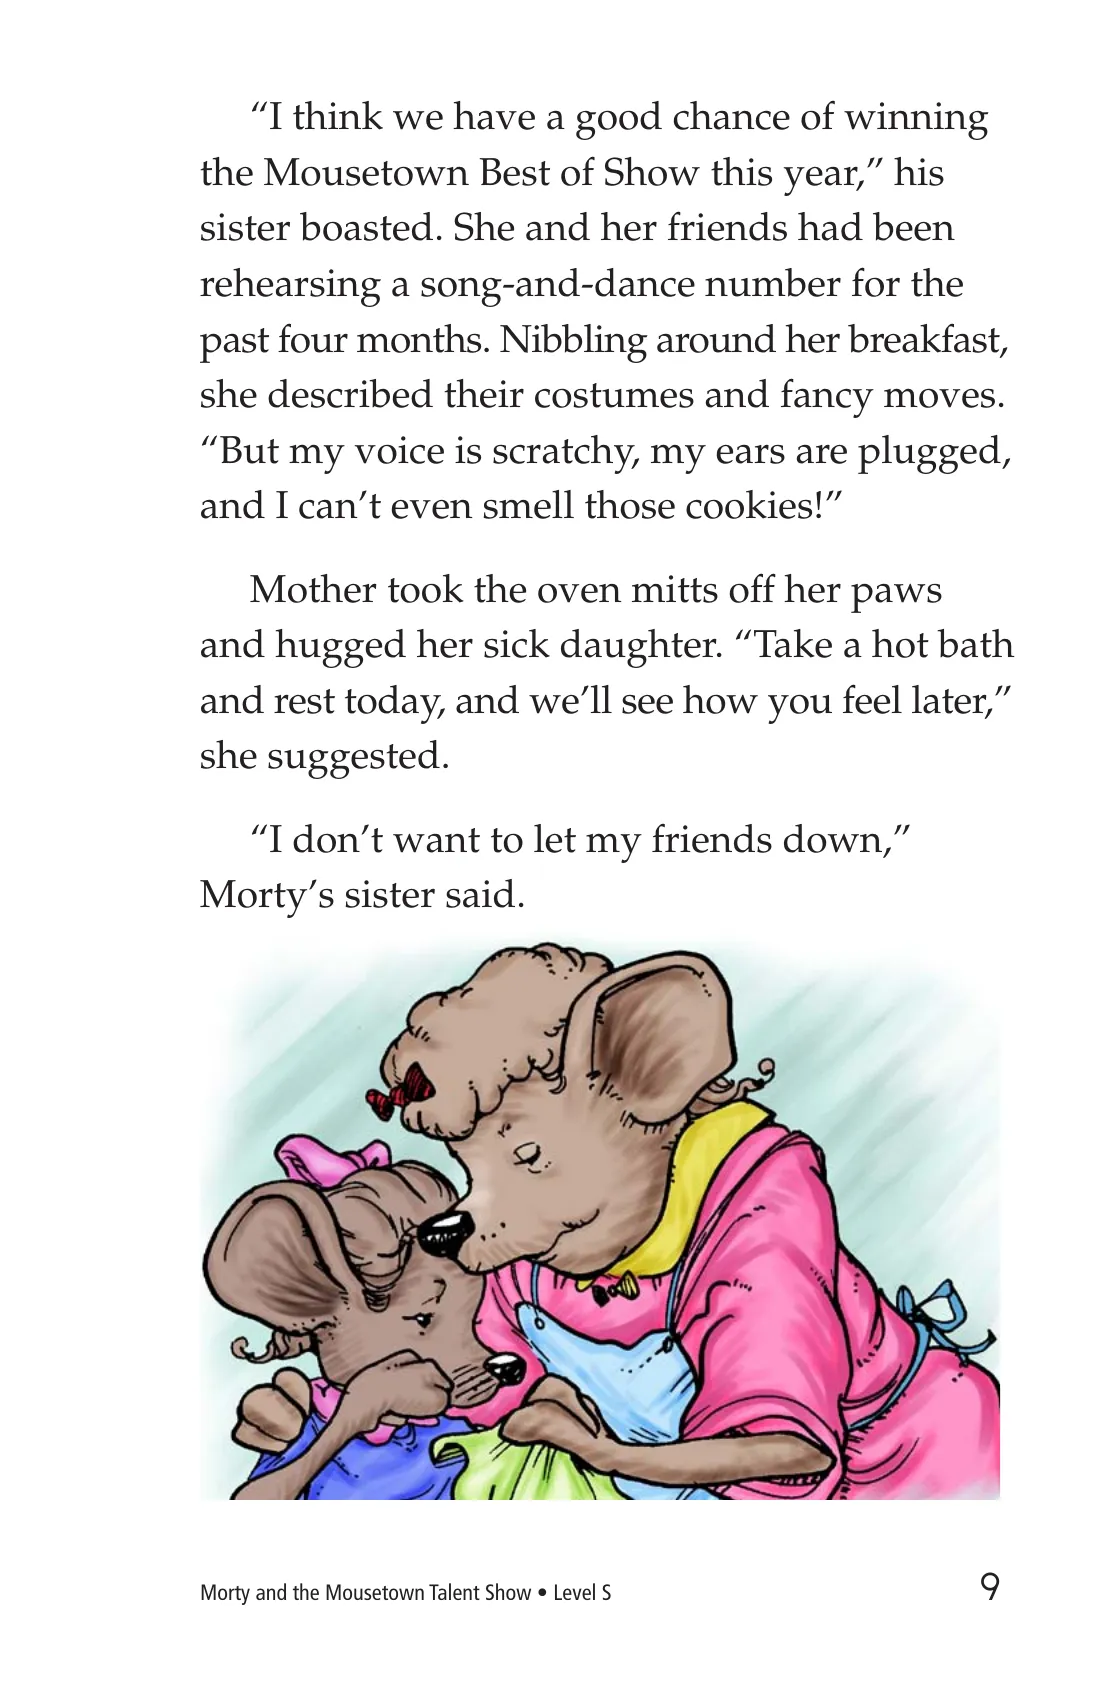 “I think we have a good chance of winning
the Mousetown Best of Show this year,” his
sister boasted. She and her friends had been
rehearsing a song-and-dance number for the
past four months. Nibbling around her breakfast,
she described their costumes and fancy moves.
“But my voice is scratchy, my ears are plugged,
and I can’t even smell those cookies!”
Mother took the oven mitts off her paws
and hugged her sick daughter. “Take a hot bath
and rest today, and we’ll see how you feel later,”
she suggested.
“I don’t want to let my friends down,”
Morty’s sister said.
Morty and the Mousetown Talent Show • Level S 9